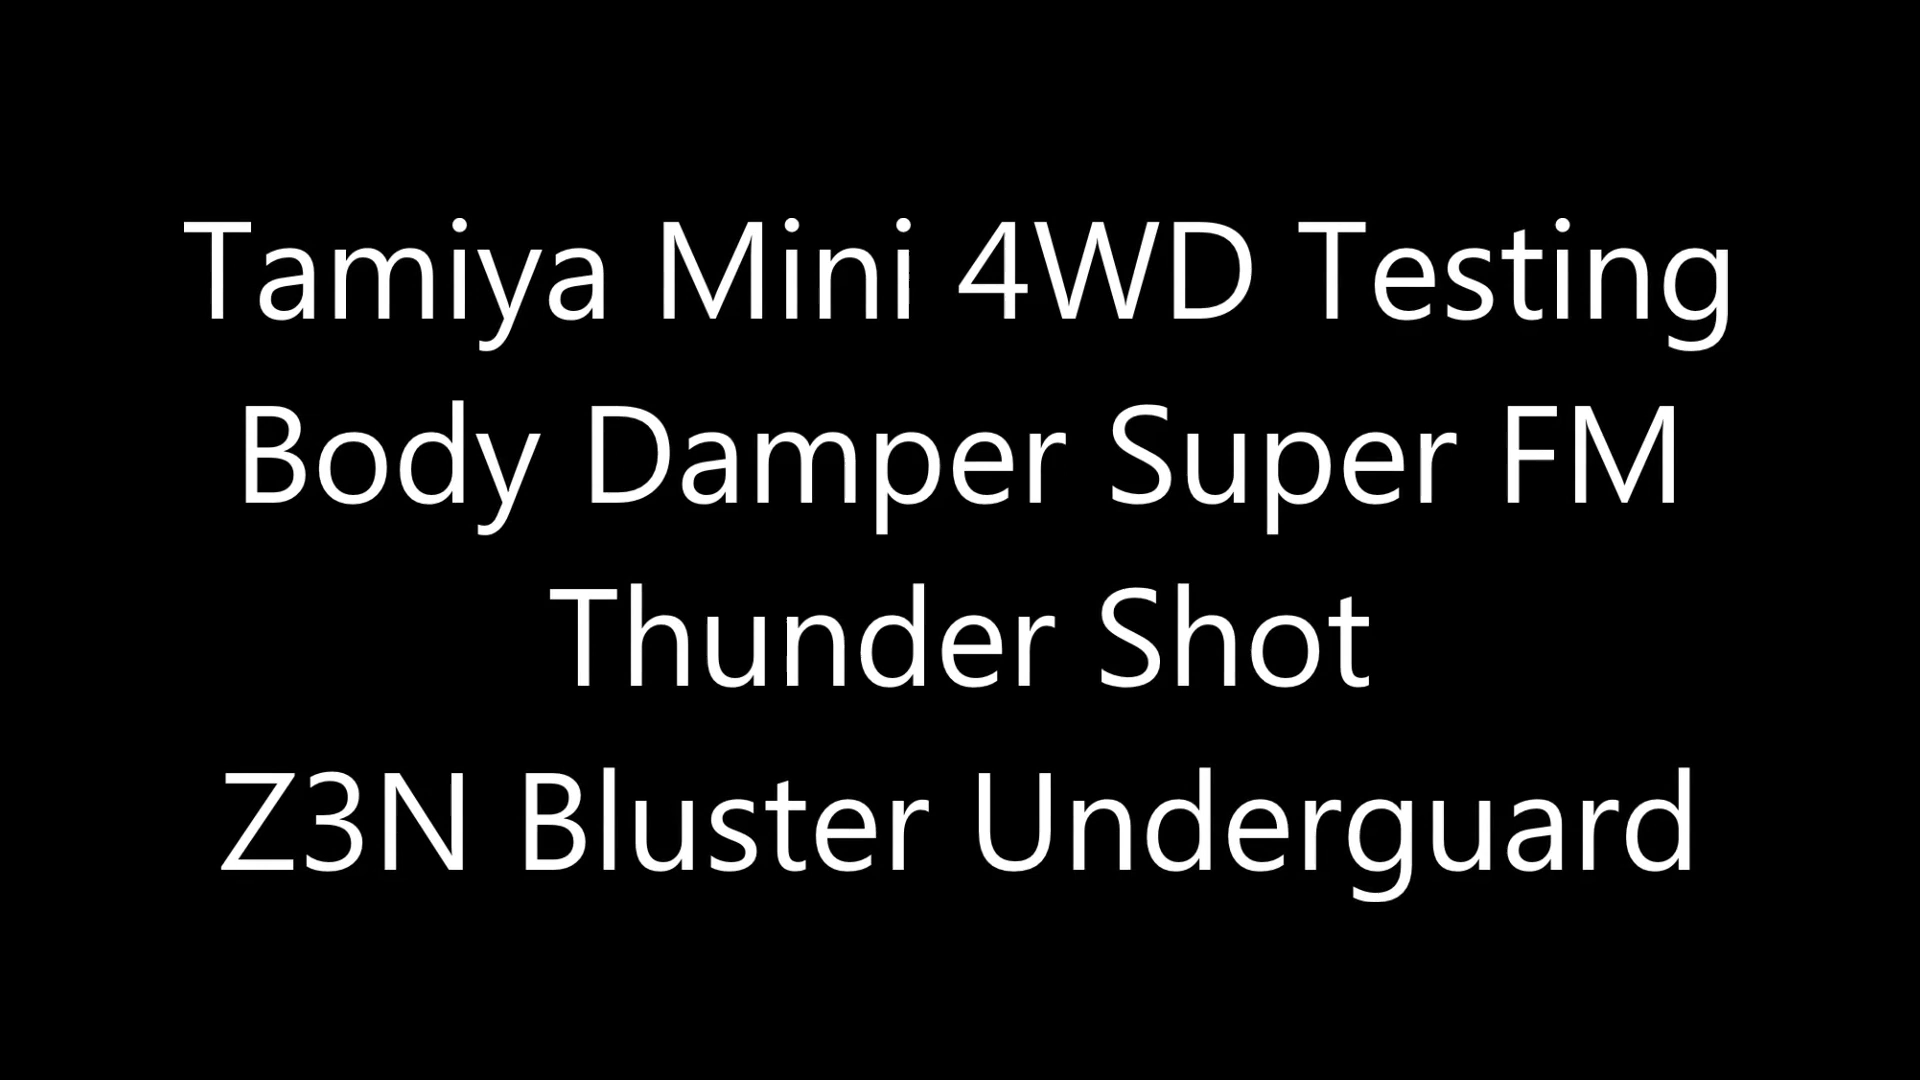 Tamiya Mini 4WD Testing
Body Damper Super FM
Thunder Shot
Z3N Bluster Underguard